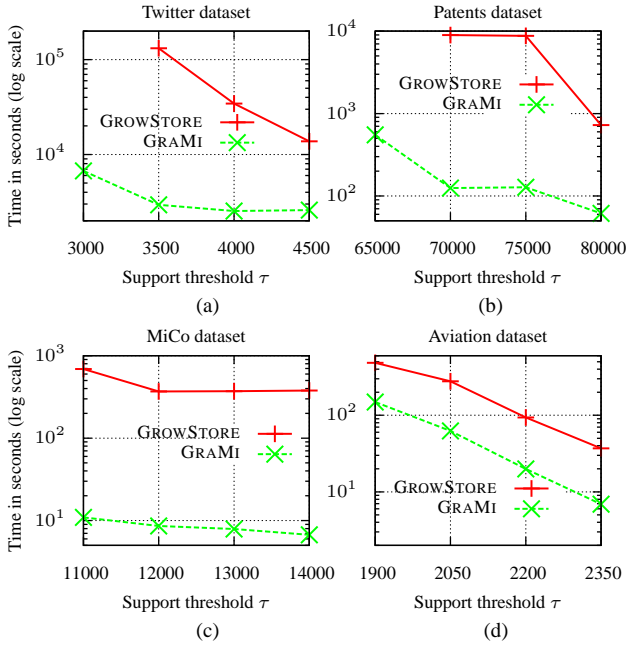 Twitter dataset
Patents dataset
Time in seconds (log scale)
10^5
10^4
GROWSTORE
GRAMI
3000 3500 4000 4500
Support threshold τ
(a)
10^4
10^3
10^2
GROWSTORE
GRAMI
65000 70000 75000 80000
Support threshold τ
(b)
MiCo dataset
Aviation dataset
Time in seconds (log scale)
10^3
10^2
10^1
GROWSTORE
GRAMI
11000 12000 13000 14000
Support threshold τ
(c)
10^2
10^1
GROWSTORE
GRAMI
1900 2050 2200 2350
Support threshold τ
(d)